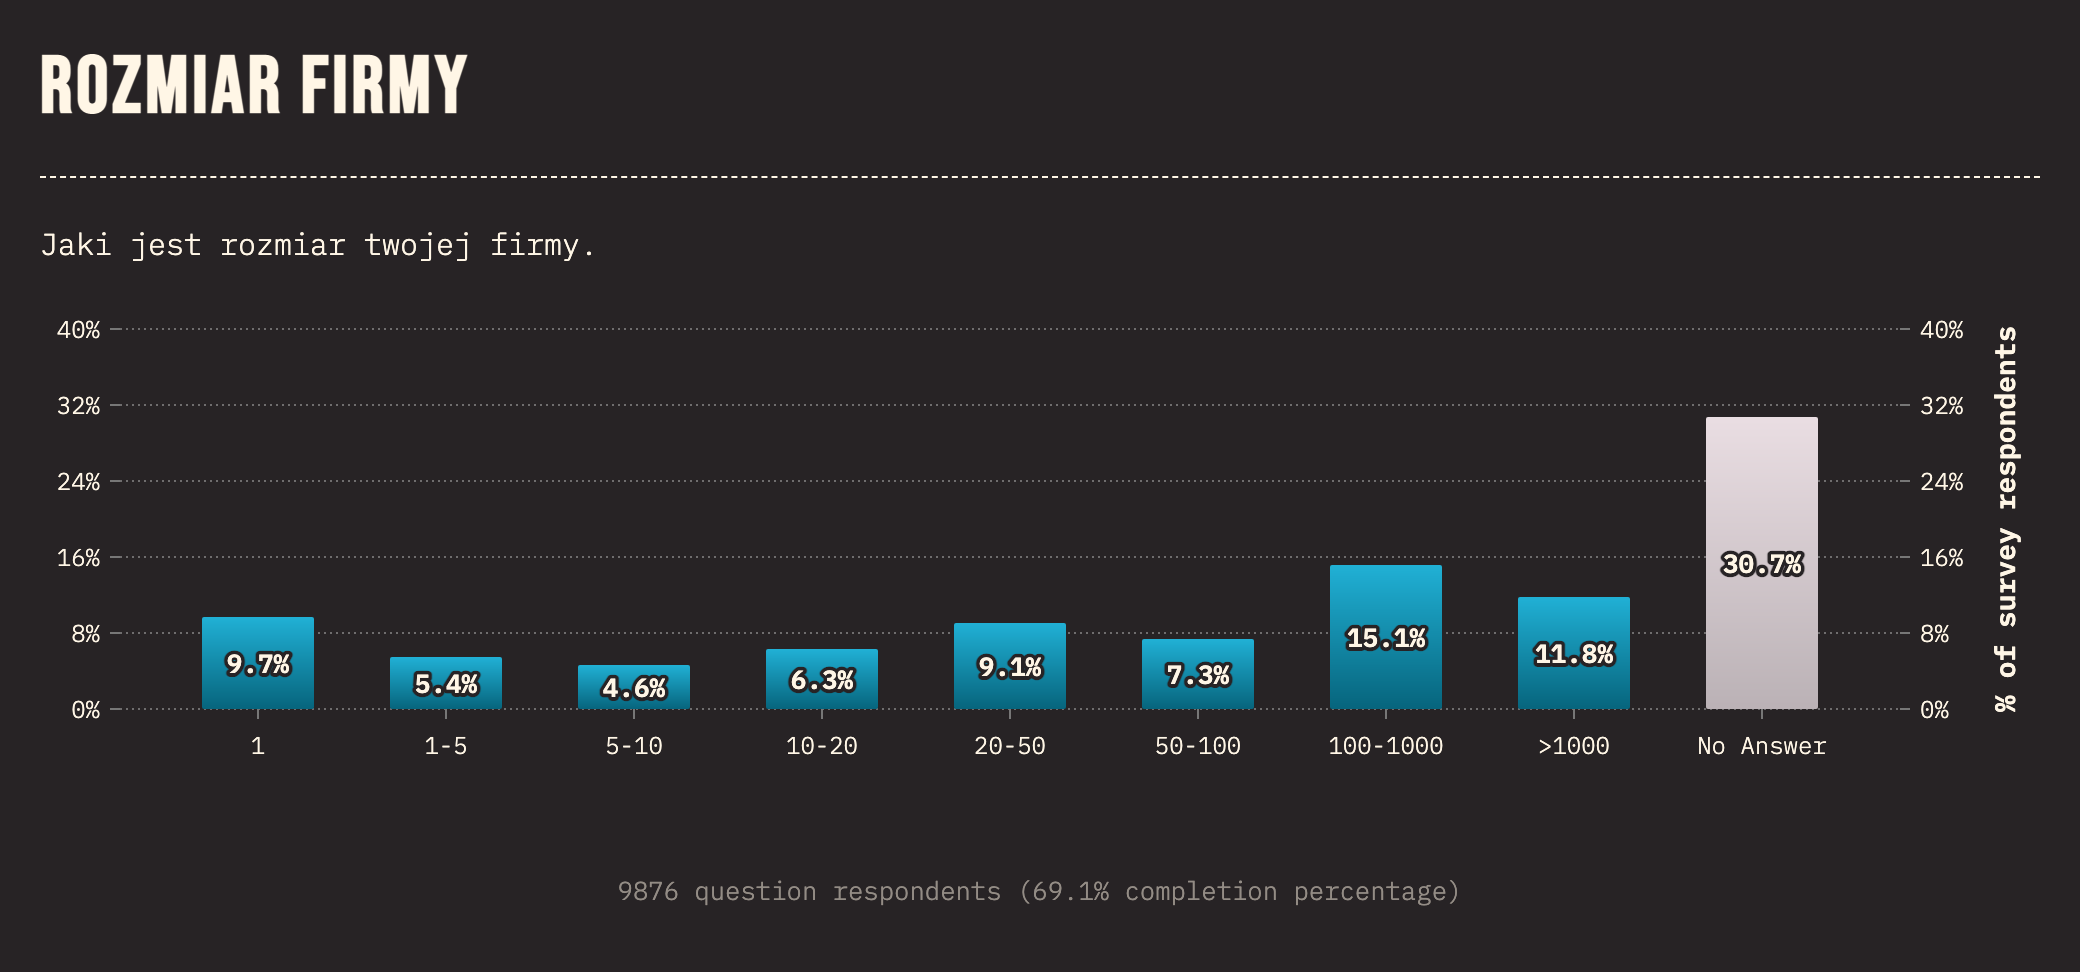 ROZMIAR FIRMY
Jaki jest rozmiar twojej firmy.
40% 40%
32% 32%
24% 24%
16% 16%
8% 8%
0% 0%
% of survey respondents
9.7% 5.4% 4.6% 6.3% 9.1% 7.3% 15.1% 11.8% 30.7%
1 1-5 5-10 10-20 20-50 50-100 100-1000 >1000 No Answer
9876 question respondents (69.1% completion percentage)